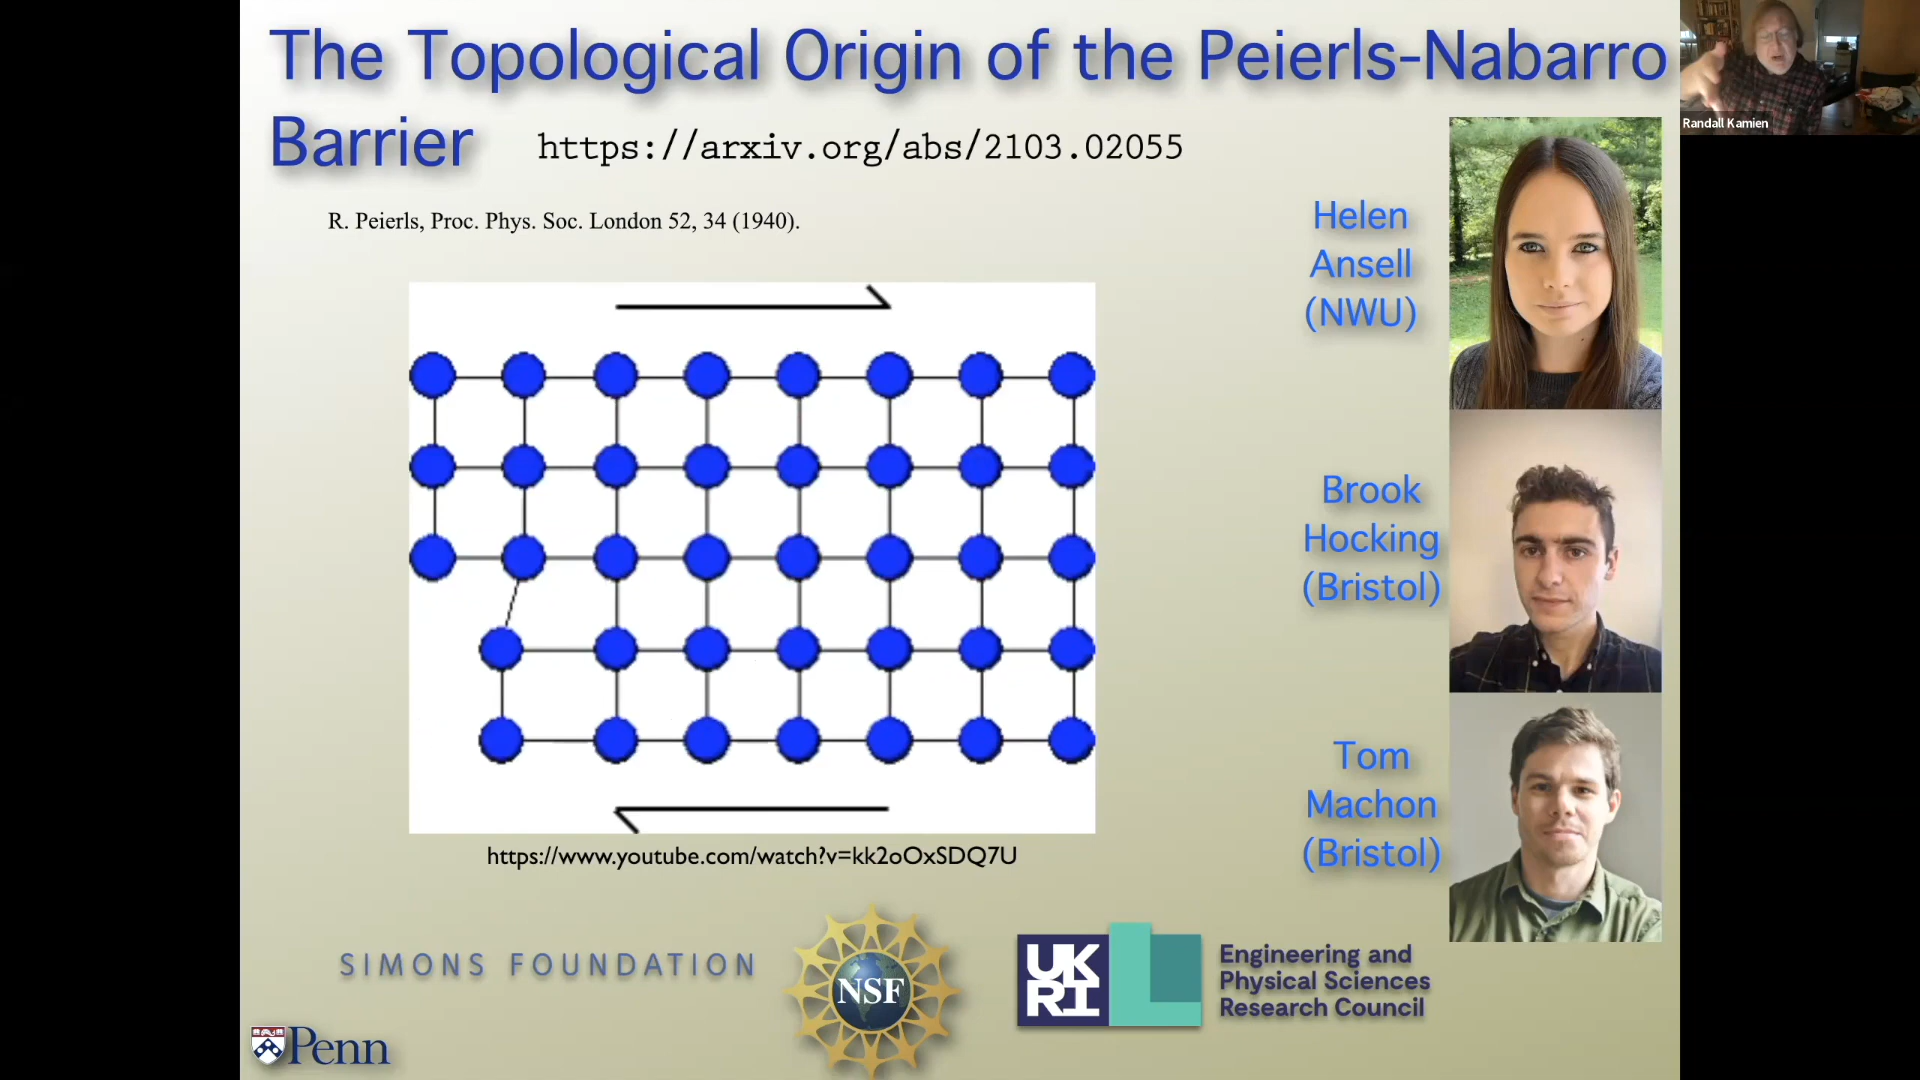 The Topological Origin of the Peierls-Nabarro
Barrier https://arxiv.org/abs/2103.02055
R. Peierls, Proc. Phys. Soc. London 52, 34 (1940).
Randall Kamien
Helen
Ansell
(NWU)
Brook
Hocking
(Bristol)
Tom
Machon
(Bristol)
https://www.youtube.com/watch?v=kk2oOxSDQ7U
SIMONS FOUNDATION
NSF
UK
RI
Engineering and
Physical Sciences
Research Council
Penn